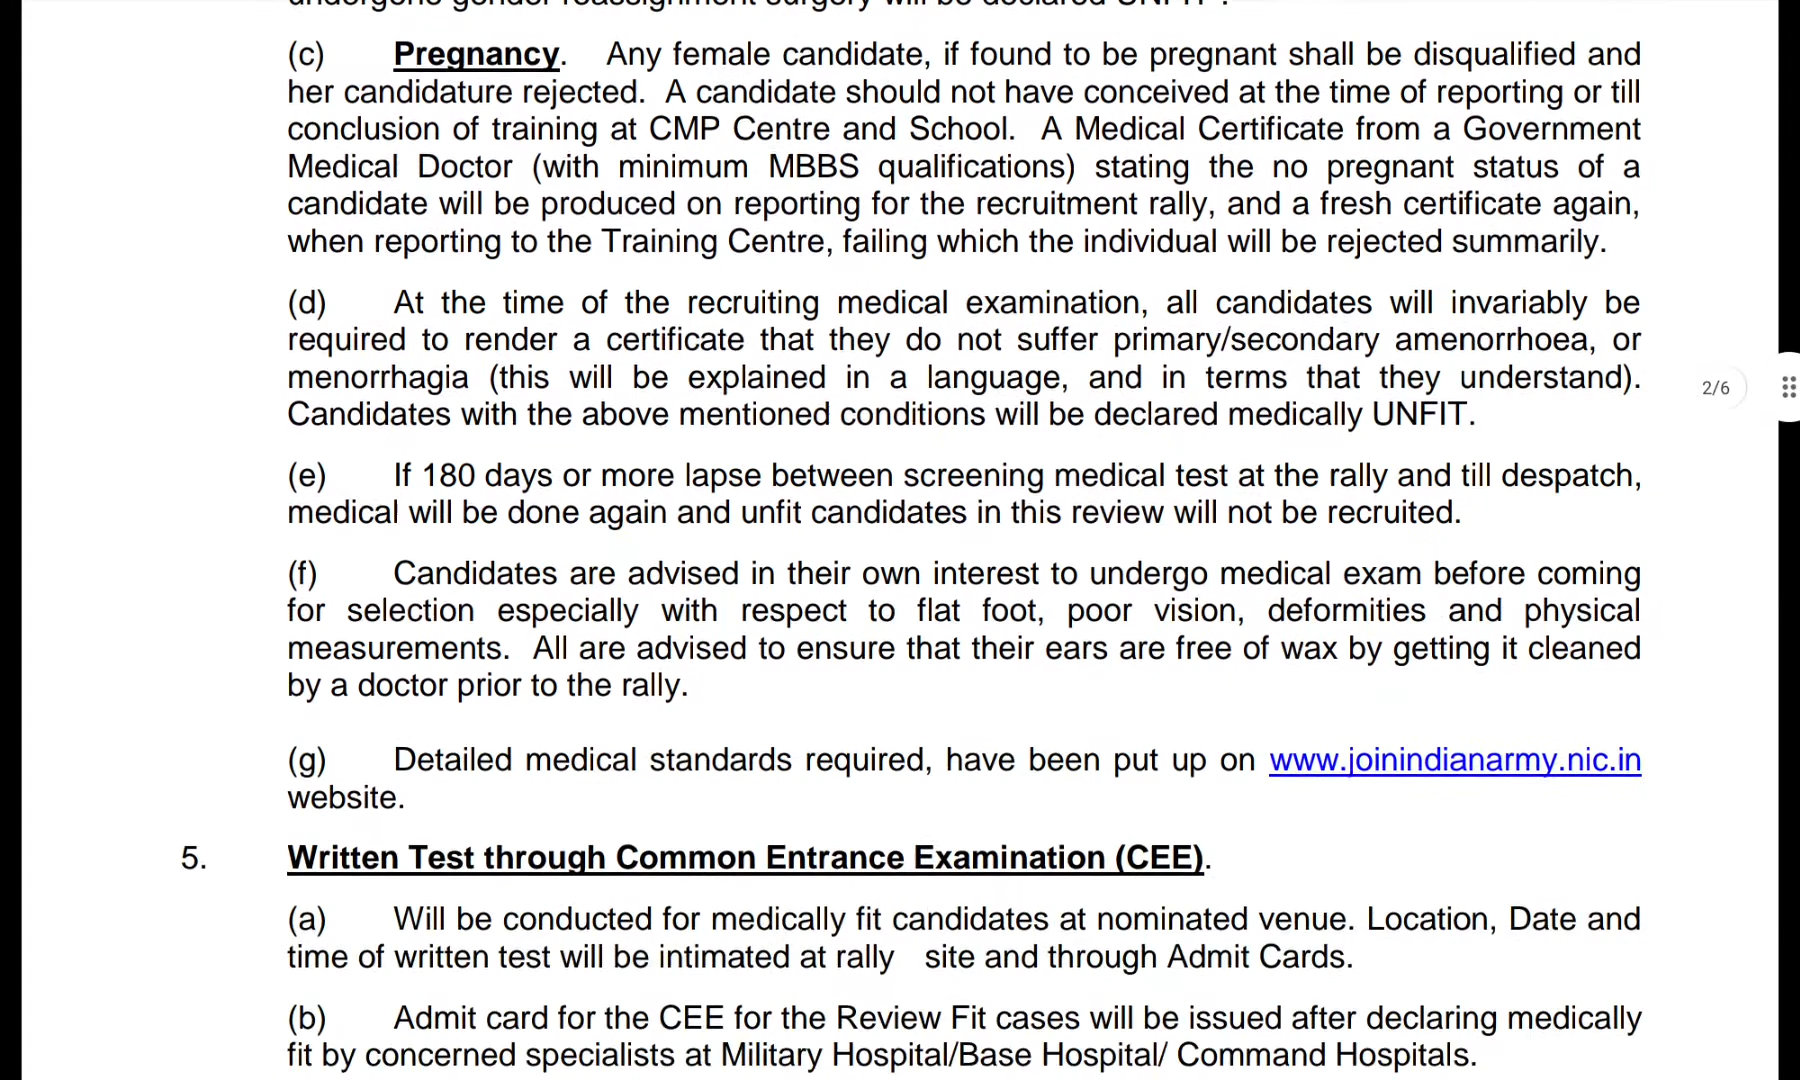 (c) Pregnancy. Any female candidate, if found to be pregnant shall be disqualified and
her candidature rejected. A candidate should not have conceived at the time of reporting or till
conclusion of training at CMP Centre and School. A Medical Certificate from a Government
Medical Doctor (with minimum MBBS qualifications) stating the no pregnant status of a
candidate will be produced on reporting for the recruitment rally, and a fresh certificate again,
when reporting to the Training Centre, failing which the individual will be rejected summarily.
(d) At the time of the recruiting medical examination, all candidates will invariably be
required to render a certificate that they do not suffer primary/secondary amenorrhoea, or
menorrhagia (this will be explained in a language, and in terms that they understand).
Candidates with the above mentioned conditions will be declared medically UNFIT.
2/6
(e) If 180 days or more lapse between screening medical test at the rally and till despatch,
medical will be done again and unfit candidates in this review will not be recruited.
(f) Candidates are advised in their own interest to undergo medical exam before coming
for selection especially with respect to flat foot, poor vision, deformities and physical
measurements. All are advised to ensure that their ears are free of wax by getting it cleaned
by a doctor prior to the rally.
(g) Detailed medical standards required, have been put up on www.joinindianarmy.nic.in
website.
5. Written Test through Common Entrance Examination (CEE).
(a) Will be conducted for medically fit candidates at nominated venue. Location, Date and
time of written test will be intimated at rally site and through Admit Cards.
(b) Admit card for the CEE for the Review Fit cases will be issued after declaring medically
fit by concerned specialists at Military Hospital/Base Hospital/ Command Hospitals.